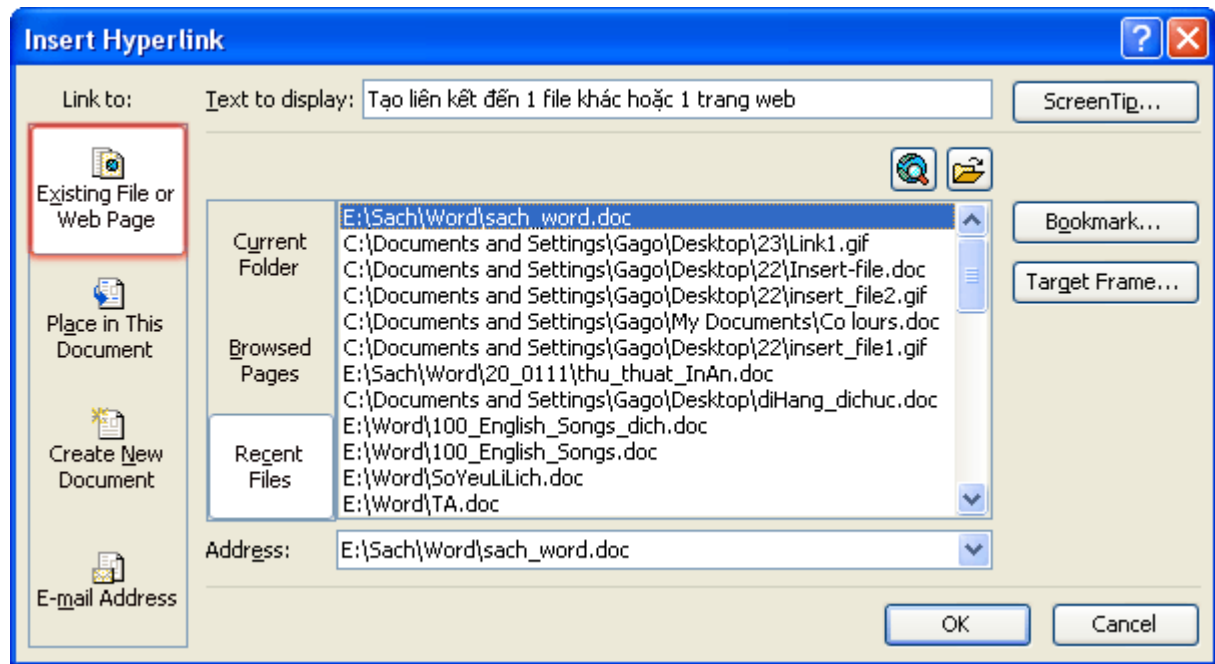 Insert Hyperlink
Link to:
Text to display: Tạo liên kết đến 1 file khác hoặc 1 trang web
ScreenTip...
Existing File or
Web Page
Place in This
Document
Create New
Document
E-mail Address
Current
Folder
Browsed
Pages
Recent
Files
E:\Sach\Word\sach_word.doc
C:\Documents and Settings\Gago\Desktop\23\Link1.gif
C:\Documents and Settings\Gago\Desktop\22\Insert-file.doc
C:\Documents and Settings\Gago\Desktop\22\insert_file2.gif
C:\Documents and Settings\Gago\My Documents\Co lours.doc
C:\Documents and Settings\Gago\Desktop\22\insert_file1.gif
E:\Sach\Word\20_0111\thu_thuat_InAn.doc
C:\Documents and Settings\Gago\Desktop\diHang_dichuc.doc
E:\Word\100_English_Songs_dich.doc
E:\Word\100_English_Songs.doc
E:\Word\SoYeuLiLich.doc
E:\Word\TA.doc
Bookmark...
Target Frame...
Address: E:\Sach\Word\sach_word.doc
OK
Cancel